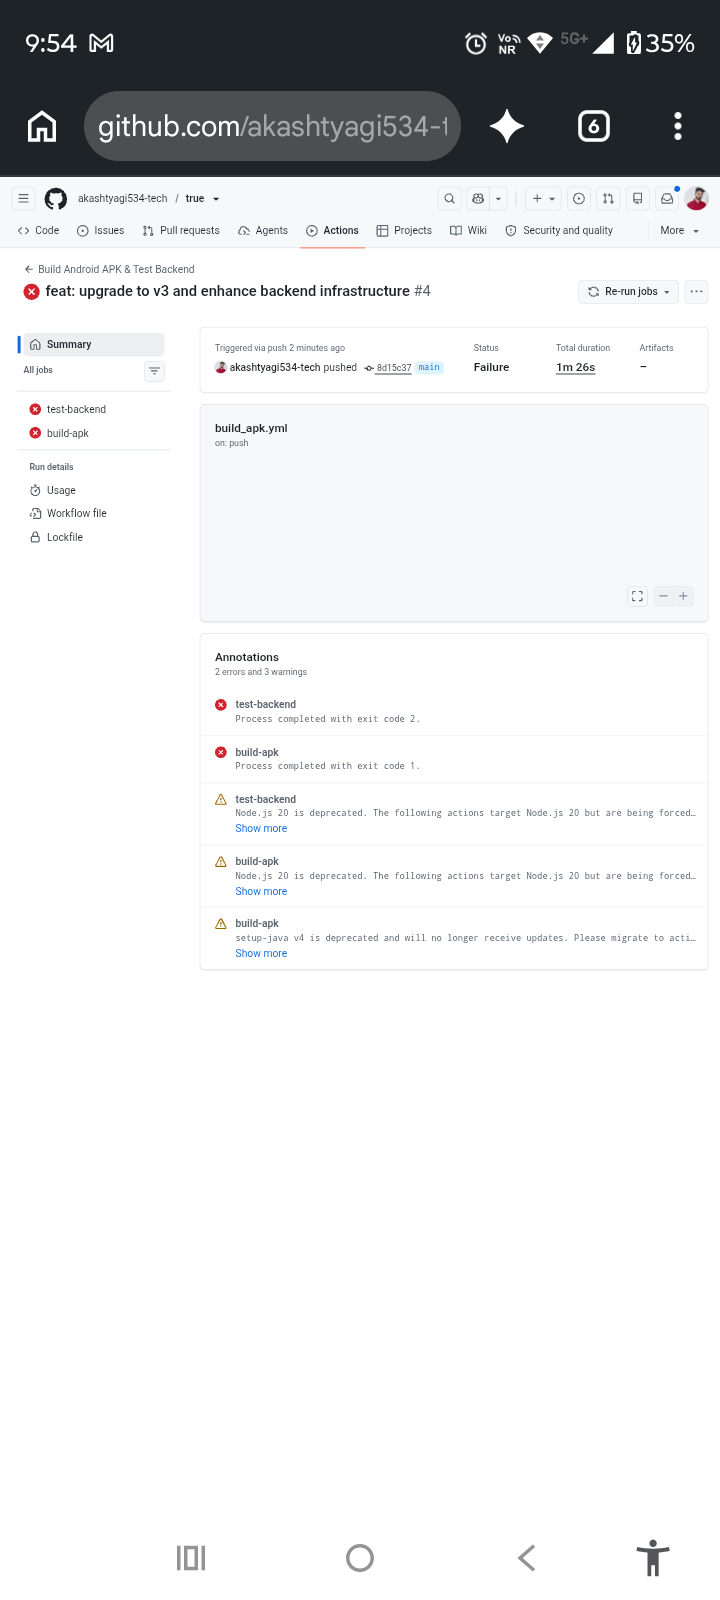 9:54
Vo))
NR
5G+
35%
github.com/akashtyagi534-t
6
akashtyagi534-tech / true
Code
Issues
Pull requests
Agents
Actions
Projects
Wiki
Security and quality
More
Build Android APK & Test Backend
feat: upgrade to v3 and enhance backend infrastructure #4
Re-run jobs
Summary
All jobs
test-backend
build-apk
Run details
Usage
Workflow file
Lockfile
Triggered via push 2 minutes ago
akashtyagi534-tech pushed 8d15c37 main
Status
Failure
Total duration
1m 26s
Artifacts
–
build_apk.yml
on: push
Annotations
2 errors and 3 warnings
test-backend
Process completed with exit code 2.
build-apk
Process completed with exit code 1.
test-backend
Node.js 20 is deprecated. The following actions target Node.js 20 but are being forced…
Show more
build-apk
Node.js 20 is deprecated. The following actions target Node.js 20 but are being forced…
Show more
build-apk
setup-java v4 is deprecated and will no longer receive updates. Please migrate to acti…
Show more